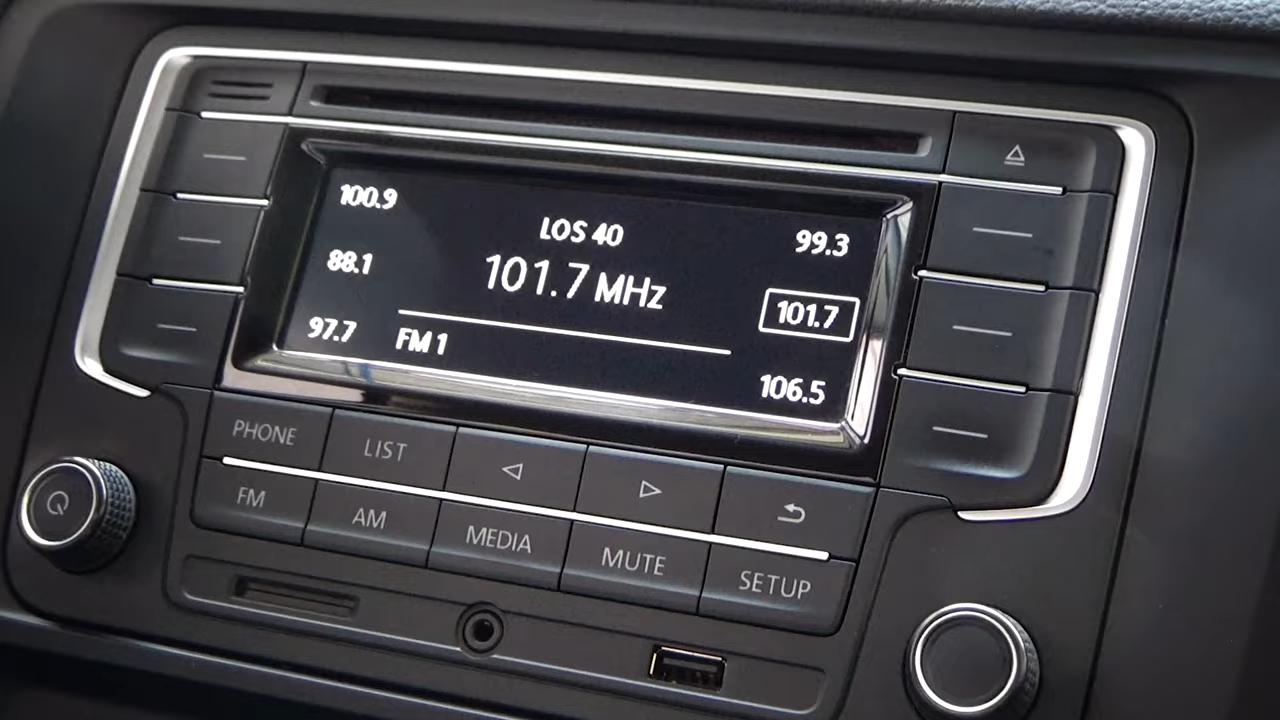 100.9
LOS 40
99.3
88.1
101.7 MHz
101.7
97.7
FM 1
106.5
PHONE
LIST
FM
AM
MEDIA
MUTE
SETUP